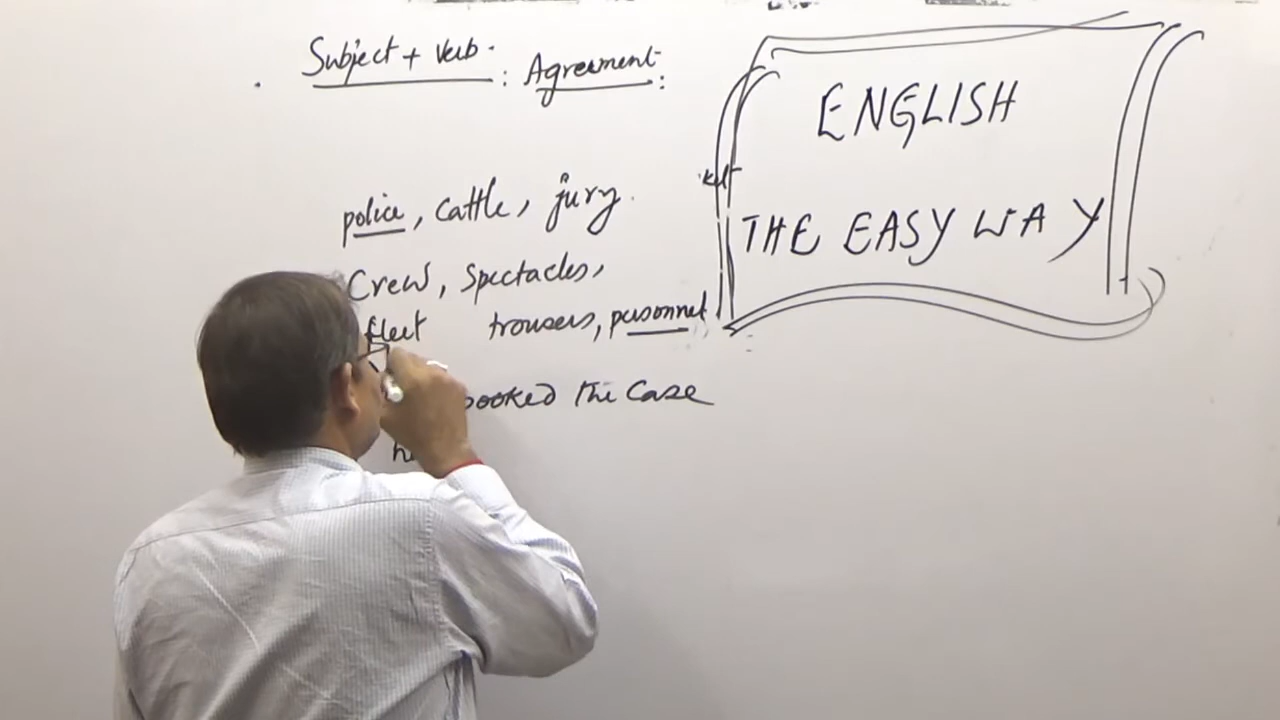 Subject + Verb. : Agreement :
police, cattle, jury.
Crew, Spectacles,
fleet trousers, personnel
booked the Case
ENGLISH
THE EASY WAY